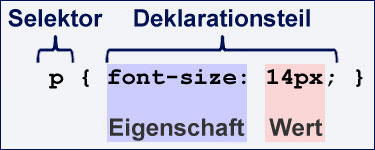 Selektor Deklarationsteil
p { font-size: 14px; }
Eigenschaft Wert